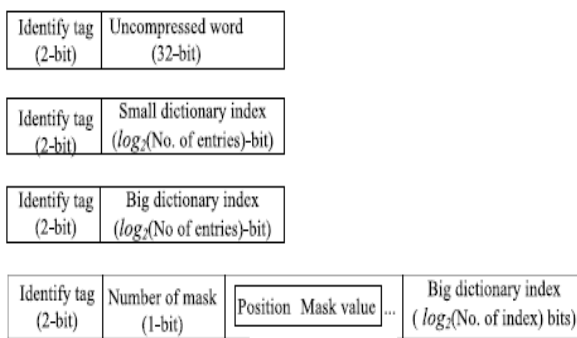 Identify tag Uncompressed word
(2-bit) (32-bit)
Identify tag Small dictionary index
(2-bit) (log₂(No. of entries)-bit)
Identify tag Big dictionary index
(2-bit) (log₂(No of entries)-bit)
Identify tag Number of mask Position Mask value ... Big dictionary index
(2-bit) (1-bit) ( log₂(No. of index) bits)